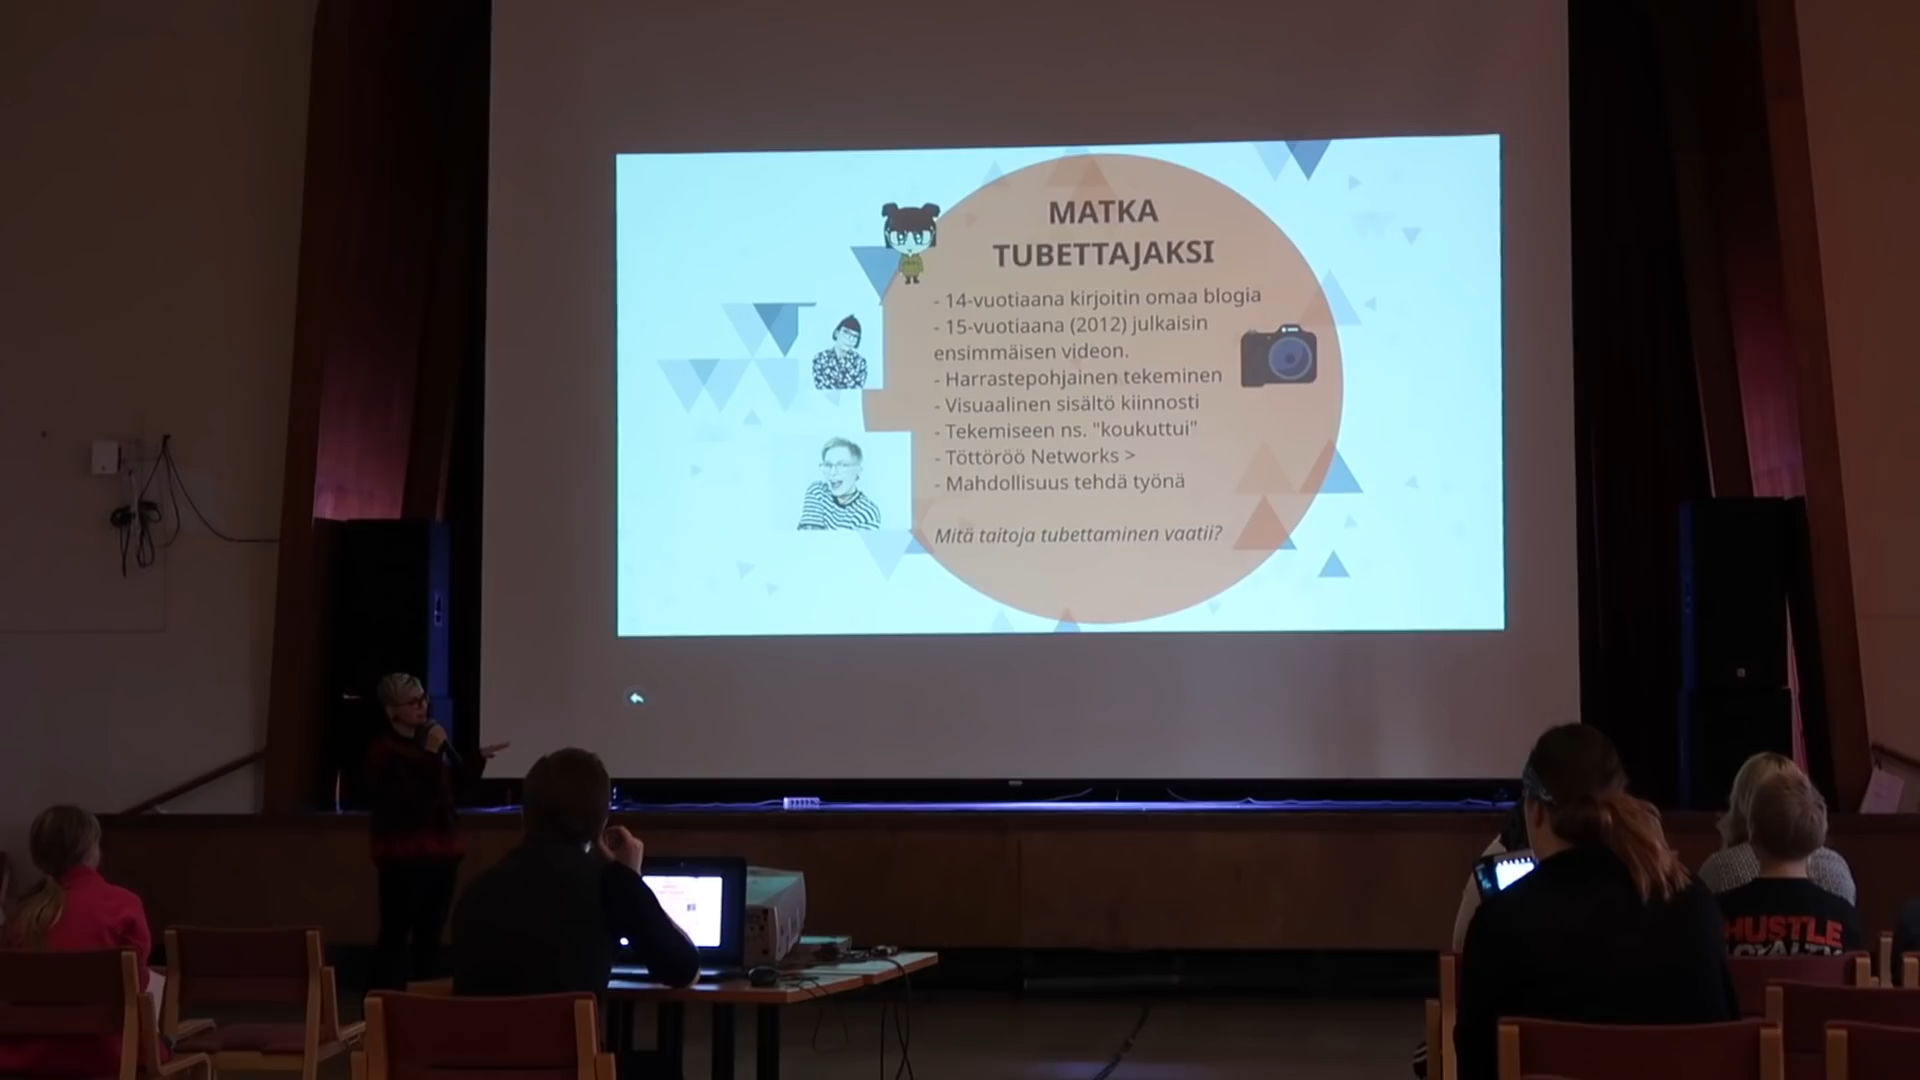 MATKA
TUBETTAJAKSI
- 14-vuotiaana kirjoitin omaa blogia
- 15-vuotiaana (2012) julkaisin
ensimmäisen videon.
- Harrastepohjainen tekeminen
- Visuaalinen sisältö kiinnosti
- Tekemiseen ns. "koukuttui"
- Töttöröö Networks >
- Mahdollisuus tehdä työnä
Mitä taitoja tubettaminen vaatii?
HUSTLE